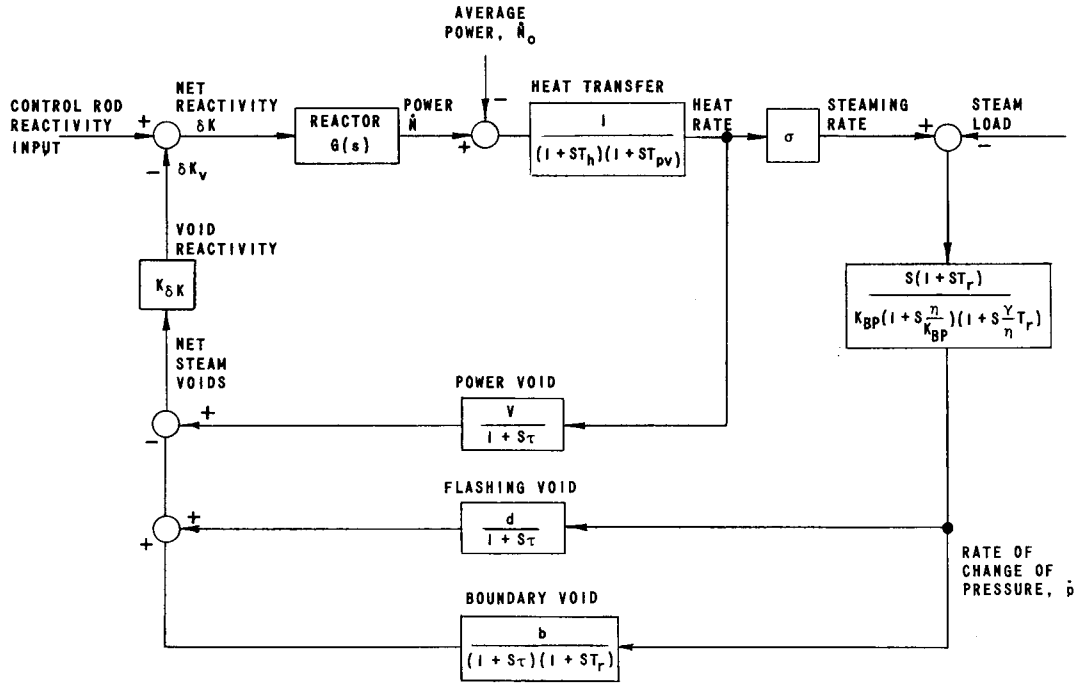 AVERAGE
POWER, Ṅ₀
CONTROL ROD
REACTIVITY
INPUT
+
−
NET
REACTIVITY
δK
REACTOR
G(s)
POWER
Ṅ
−
+
HEAT TRANSFER
1
(1 + ST_h)(1 + ST_pv)
HEAT
RATE
σ
STEAMING
RATE
+
−
STEAM
LOAD
δK_v
VOID
REACTIVITY
K_δK
NET
STEAM
VOIDS
S(1 + ST_r)
K_BP(1 + S η/K_BP)(1 + S γ/η T_r)
POWER VOID
V
1 + Sτ
+
−
FLASHING VOID
d
1 + Sτ
+
+
RATE OF
CHANGE OF
PRESSURE, ṗ
BOUNDARY VOID
b
(1 + Sτ)(1 + ST_r)